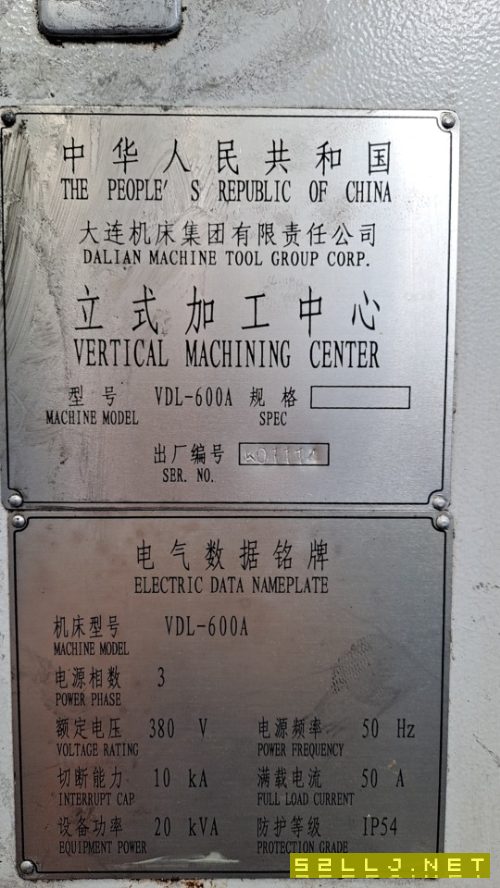 中华人民共和国
THE PEOPLE' S REPUBLIC OF CHINA
大连机床集团有限责任公司
DALIAN MACHINE TOOL GROUP CORP.
立式加工中心
VERTICAL MACHINING CENTER
型号 VDL-600A 规格
MACHINE MODEL SPEC
出厂编号
SER. NO.
电气数据铭牌
ELECTRIC DATA NAMEPLATE
机床型号 VDL-600A
MACHINE MODEL
电源相数 3
POWER PHASE
额定电压 380 V 电源频率 50 Hz
VOLTAGE RATING POWER FREQUENCY
切断能力 10 kA 满载电流 50 A
INTERRUPT CAP FULL LOAD CURRENT
设备功率 20 kVA 防护等级 IP54
EQUIPMENT POWER PROTECTION GRADE
52LLJ.NET